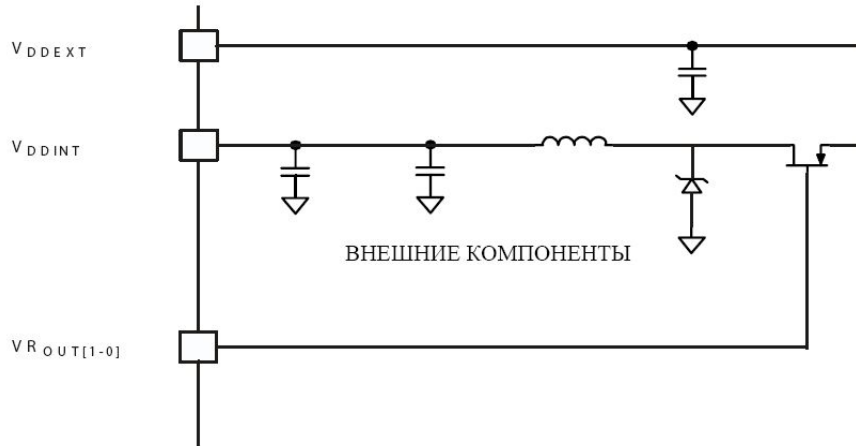 VDDEXT
VDDINT
ВНЕШНИЕ КОМПОНЕНТЫ
VROUT[1-0]